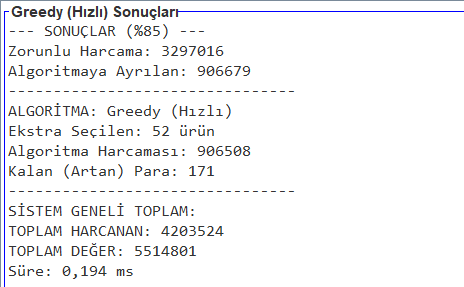 Greedy (Hızlı) Sonuçları
--- SONUÇLAR (%85) ---
Zorunlu Harcama: 3297016
Algoritmaya Ayrılan: 906679
------------------------------
ALGORİTMA: Greedy (Hızlı)
Ekstra Seçilen: 52 ürün
Algoritma Harcaması: 906508
Kalan (Artan) Para: 171
------------------------------
SİSTEM GENELİ TOPLAM:
TOPLAM HARCANAN: 4203524
TOPLAM DEĞER: 5514801
Süre: 0,194 ms